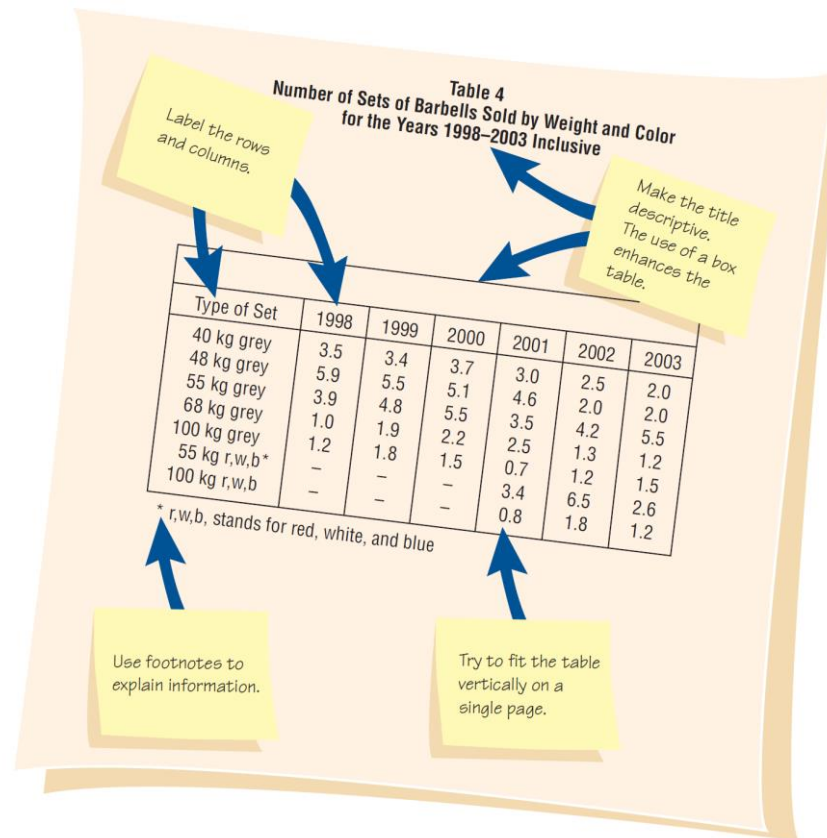 Table 4
Number of Sets of Barbells Sold by Weight and Color
for the Years 1998–2003 Inclusive
Label the rows
and columns.
Make the title
descriptive.
The use of a box
enhances the
table.
Type of Set 1998 1999 2000 2001 2002 2003
40 kg grey 3.5 3.4 3.7 3.0 2.5 2.0
48 kg grey 5.9 5.5 5.1 4.6 2.0 2.0
55 kg grey 3.9 4.8 5.5 3.5 4.2 5.5
68 kg grey 1.0 1.9 2.2 2.5 1.3 1.2
100 kg grey 1.2 1.8 1.5 0.7 1.2 1.5
55 kg r,w,b* – – – 3.4 6.5 2.6
100 kg r,w,b – – – 0.8 1.8 1.2
* r,w,b, stands for red, white, and blue
Use footnotes to
explain information.
Try to fit the table
vertically on a
single page.